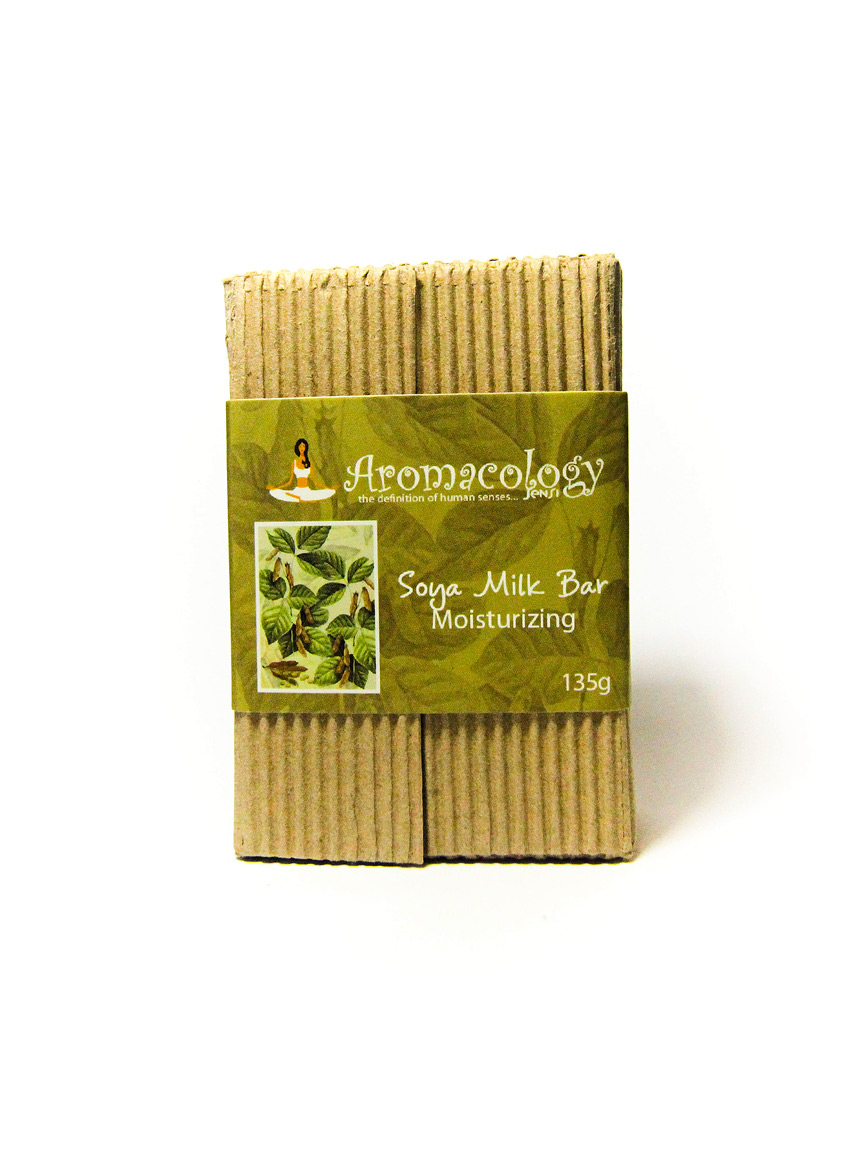 Aromacology
the definition of human senses... Sensi
Soya Milk Bar
Moisturizing
135g